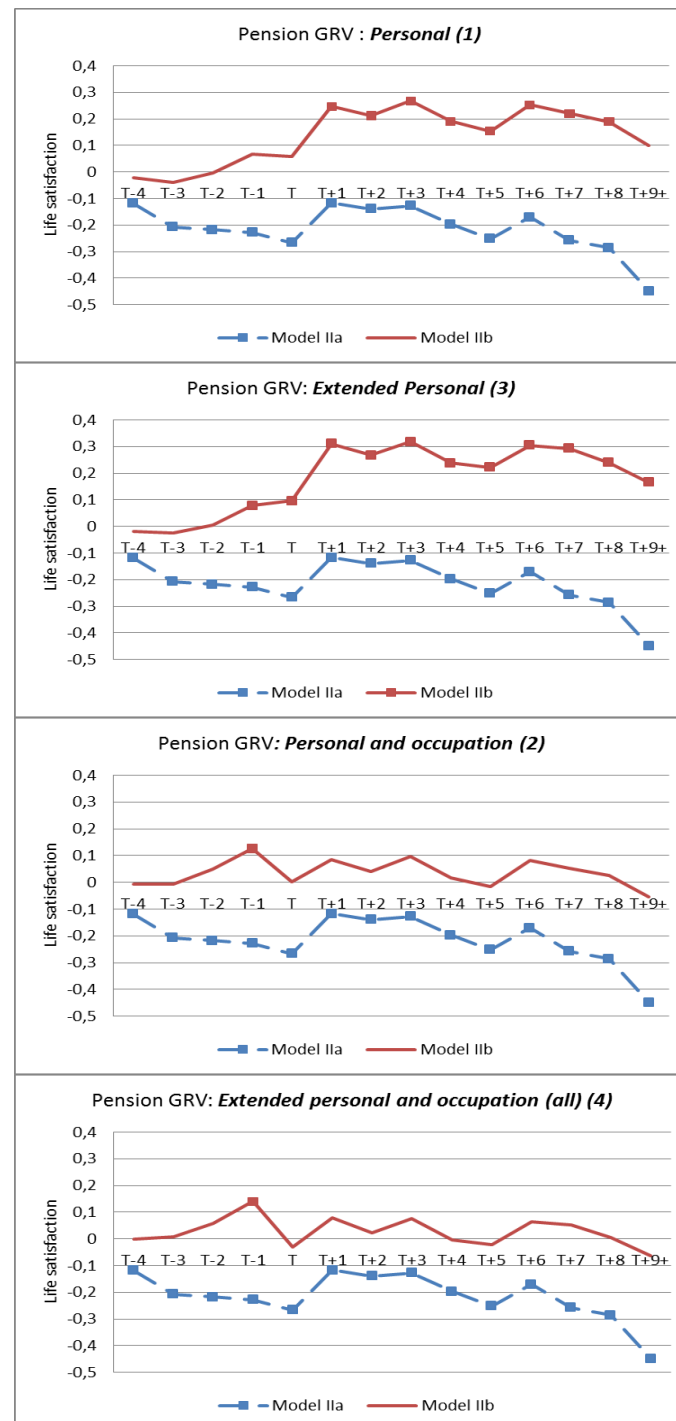 Pension GRV : Personal (1)
0,4
0,3
0,2
0,1
0
-0,1
-0,2
-0,3
-0,4
-0,5
Life satisfaction
T-4 T-3 T-2 T-1 T T+1 T+2 T+3 T+4 T+5 T+6 T+7 T+8 T+9+
Model IIa Model IIb
Pension GRV: Extended Personal (3)
0,4
0,3
0,2
0,1
0
-0,1
-0,2
-0,3
-0,4
-0,5
Life satisfaction
T-4 T-3 T-2 T-1 T T+1 T+2 T+3 T+4 T+5 T+6 T+7 T+8 T+9+
Model IIa Model IIb
Pension GRV: Personal and occupation (2)
0,4
0,3
0,2
0,1
0
-0,1
-0,2
-0,3
-0,4
-0,5
Life satisfaction
T-4 T-3 T-2 T-1 T T+1 T+2 T+3 T+4 T+5 T+6 T+7 T+8 T+9+
Model IIa Model IIb
Pension GRV: Extended personal and occupation (all) (4)
0,4
0,3
0,2
0,1
0
-0,1
-0,2
-0,3
-0,4
-0,5
Life satisfaction
T-4 T-3 T-2 T-1 T T+1 T+2 T+3 T+4 T+5 T+6 T+7 T+8 T+9+
Model IIa Model IIb